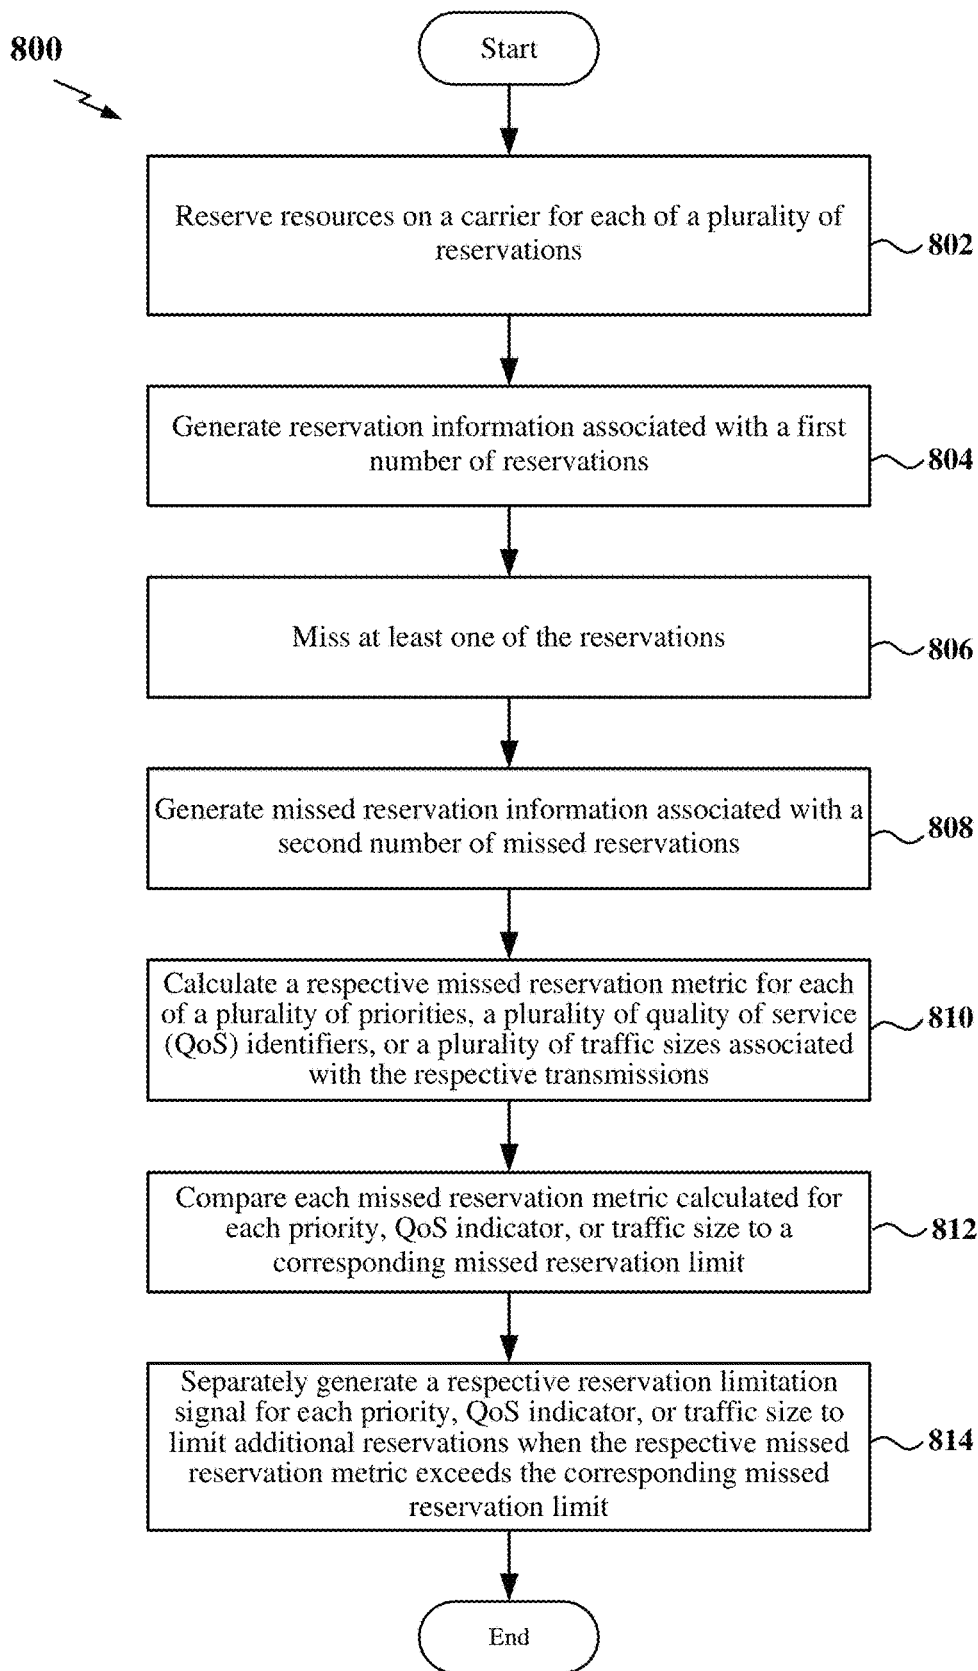 800
Start
Reserve resources on a carrier for each of a plurality of
reservations
802
Generate reservation information associated with a first
number of reservations
804
Miss at least one of the reservations
806
Generate missed reservation information associated with a
second number of missed reservations
808
Calculate a respective missed reservation metric for each
of a plurality of priorities, a plurality of quality of service
(QoS) identifiers, or a plurality of traffic sizes associated
with the respective transmissions
810
Compare each missed reservation metric calculated for
each priority, QoS indicator, or traffic size to a
corresponding missed reservation limit
812
Separately generate a respective reservation limitation
signal for each priority, QoS indicator, or traffic size to
limit additional reservations when the respective missed
reservation metric exceeds the corresponding missed
reservation limit
814
End